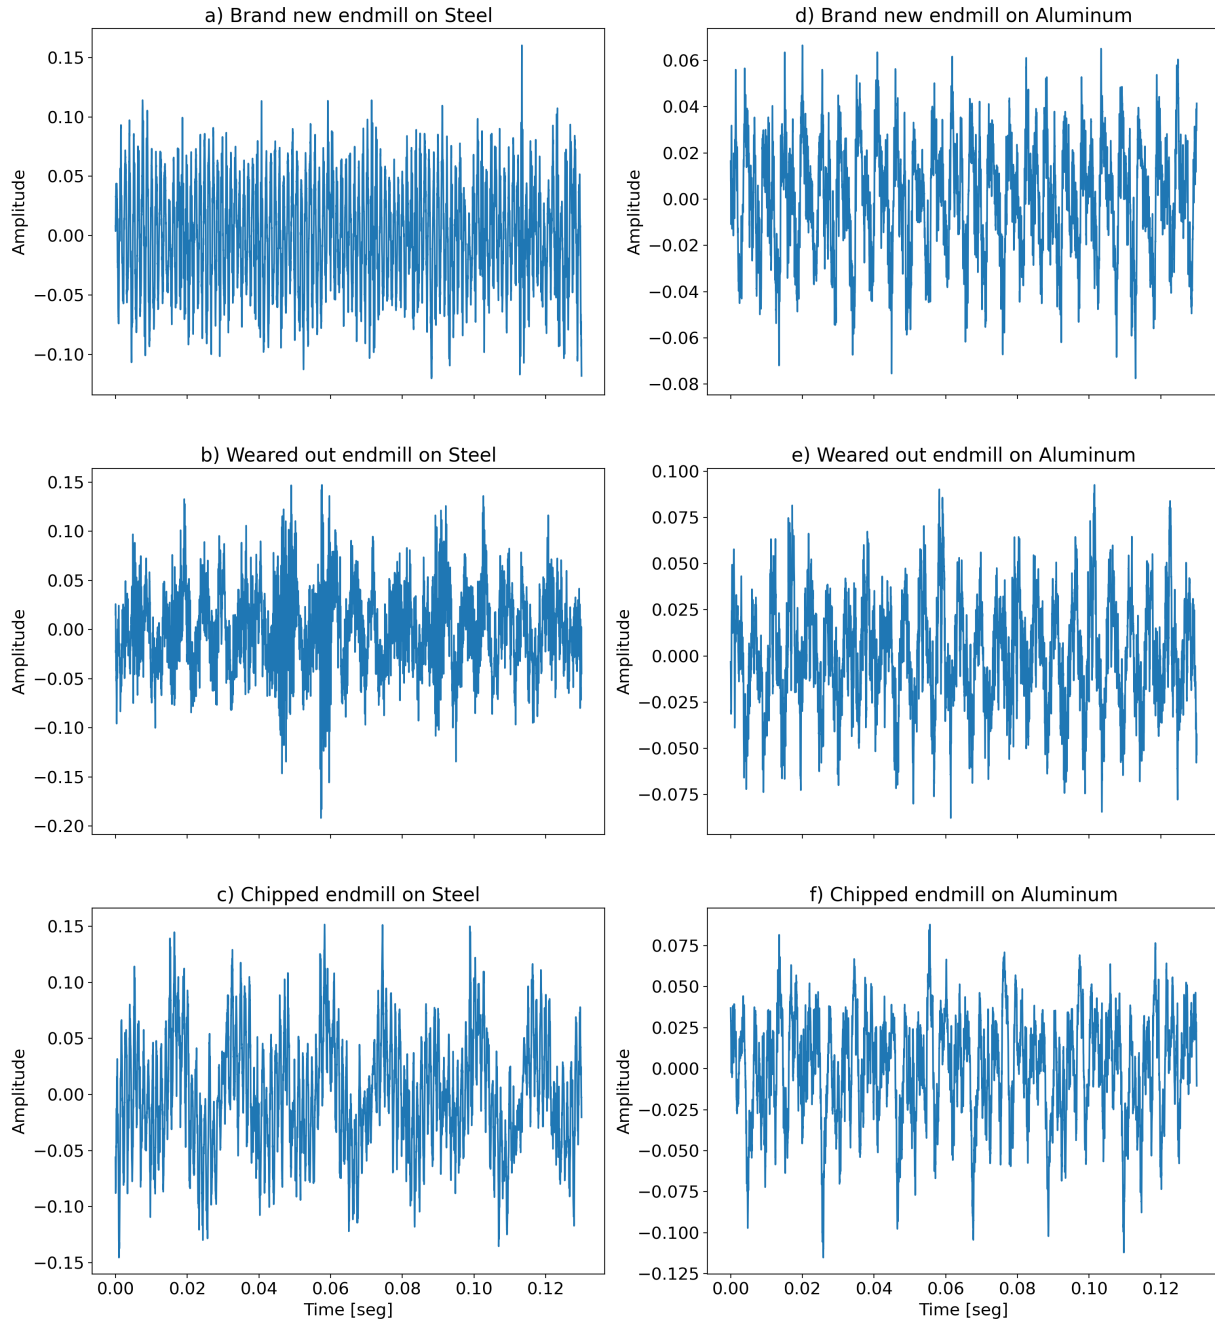 a) Brand new endmill on Steel
0.15
0.10
0.05
0.00
−0.05
−0.10
Amplitude
d) Brand new endmill on Aluminum
0.06
0.04
0.02
0.00
−0.02
−0.04
−0.06
−0.08
Amplitude
b) Weared out endmill on Steel
0.15
0.10
0.05
0.00
−0.05
−0.10
−0.15
−0.20
Amplitude
e) Weared out endmill on Aluminum
0.100
0.075
0.050
0.025
0.000
−0.025
−0.050
−0.075
Amplitude
c) Chipped endmill on Steel
0.15
0.10
0.05
0.00
−0.05
−0.10
−0.15
Amplitude
0.00 0.02 0.04 0.06 0.08 0.10 0.12
Time [seg]
f) Chipped endmill on Aluminum
0.075
0.050
0.025
0.000
−0.025
−0.050
−0.075
−0.100
−0.125
Amplitude
0.00 0.02 0.04 0.06 0.08 0.10 0.12
Time [seg]